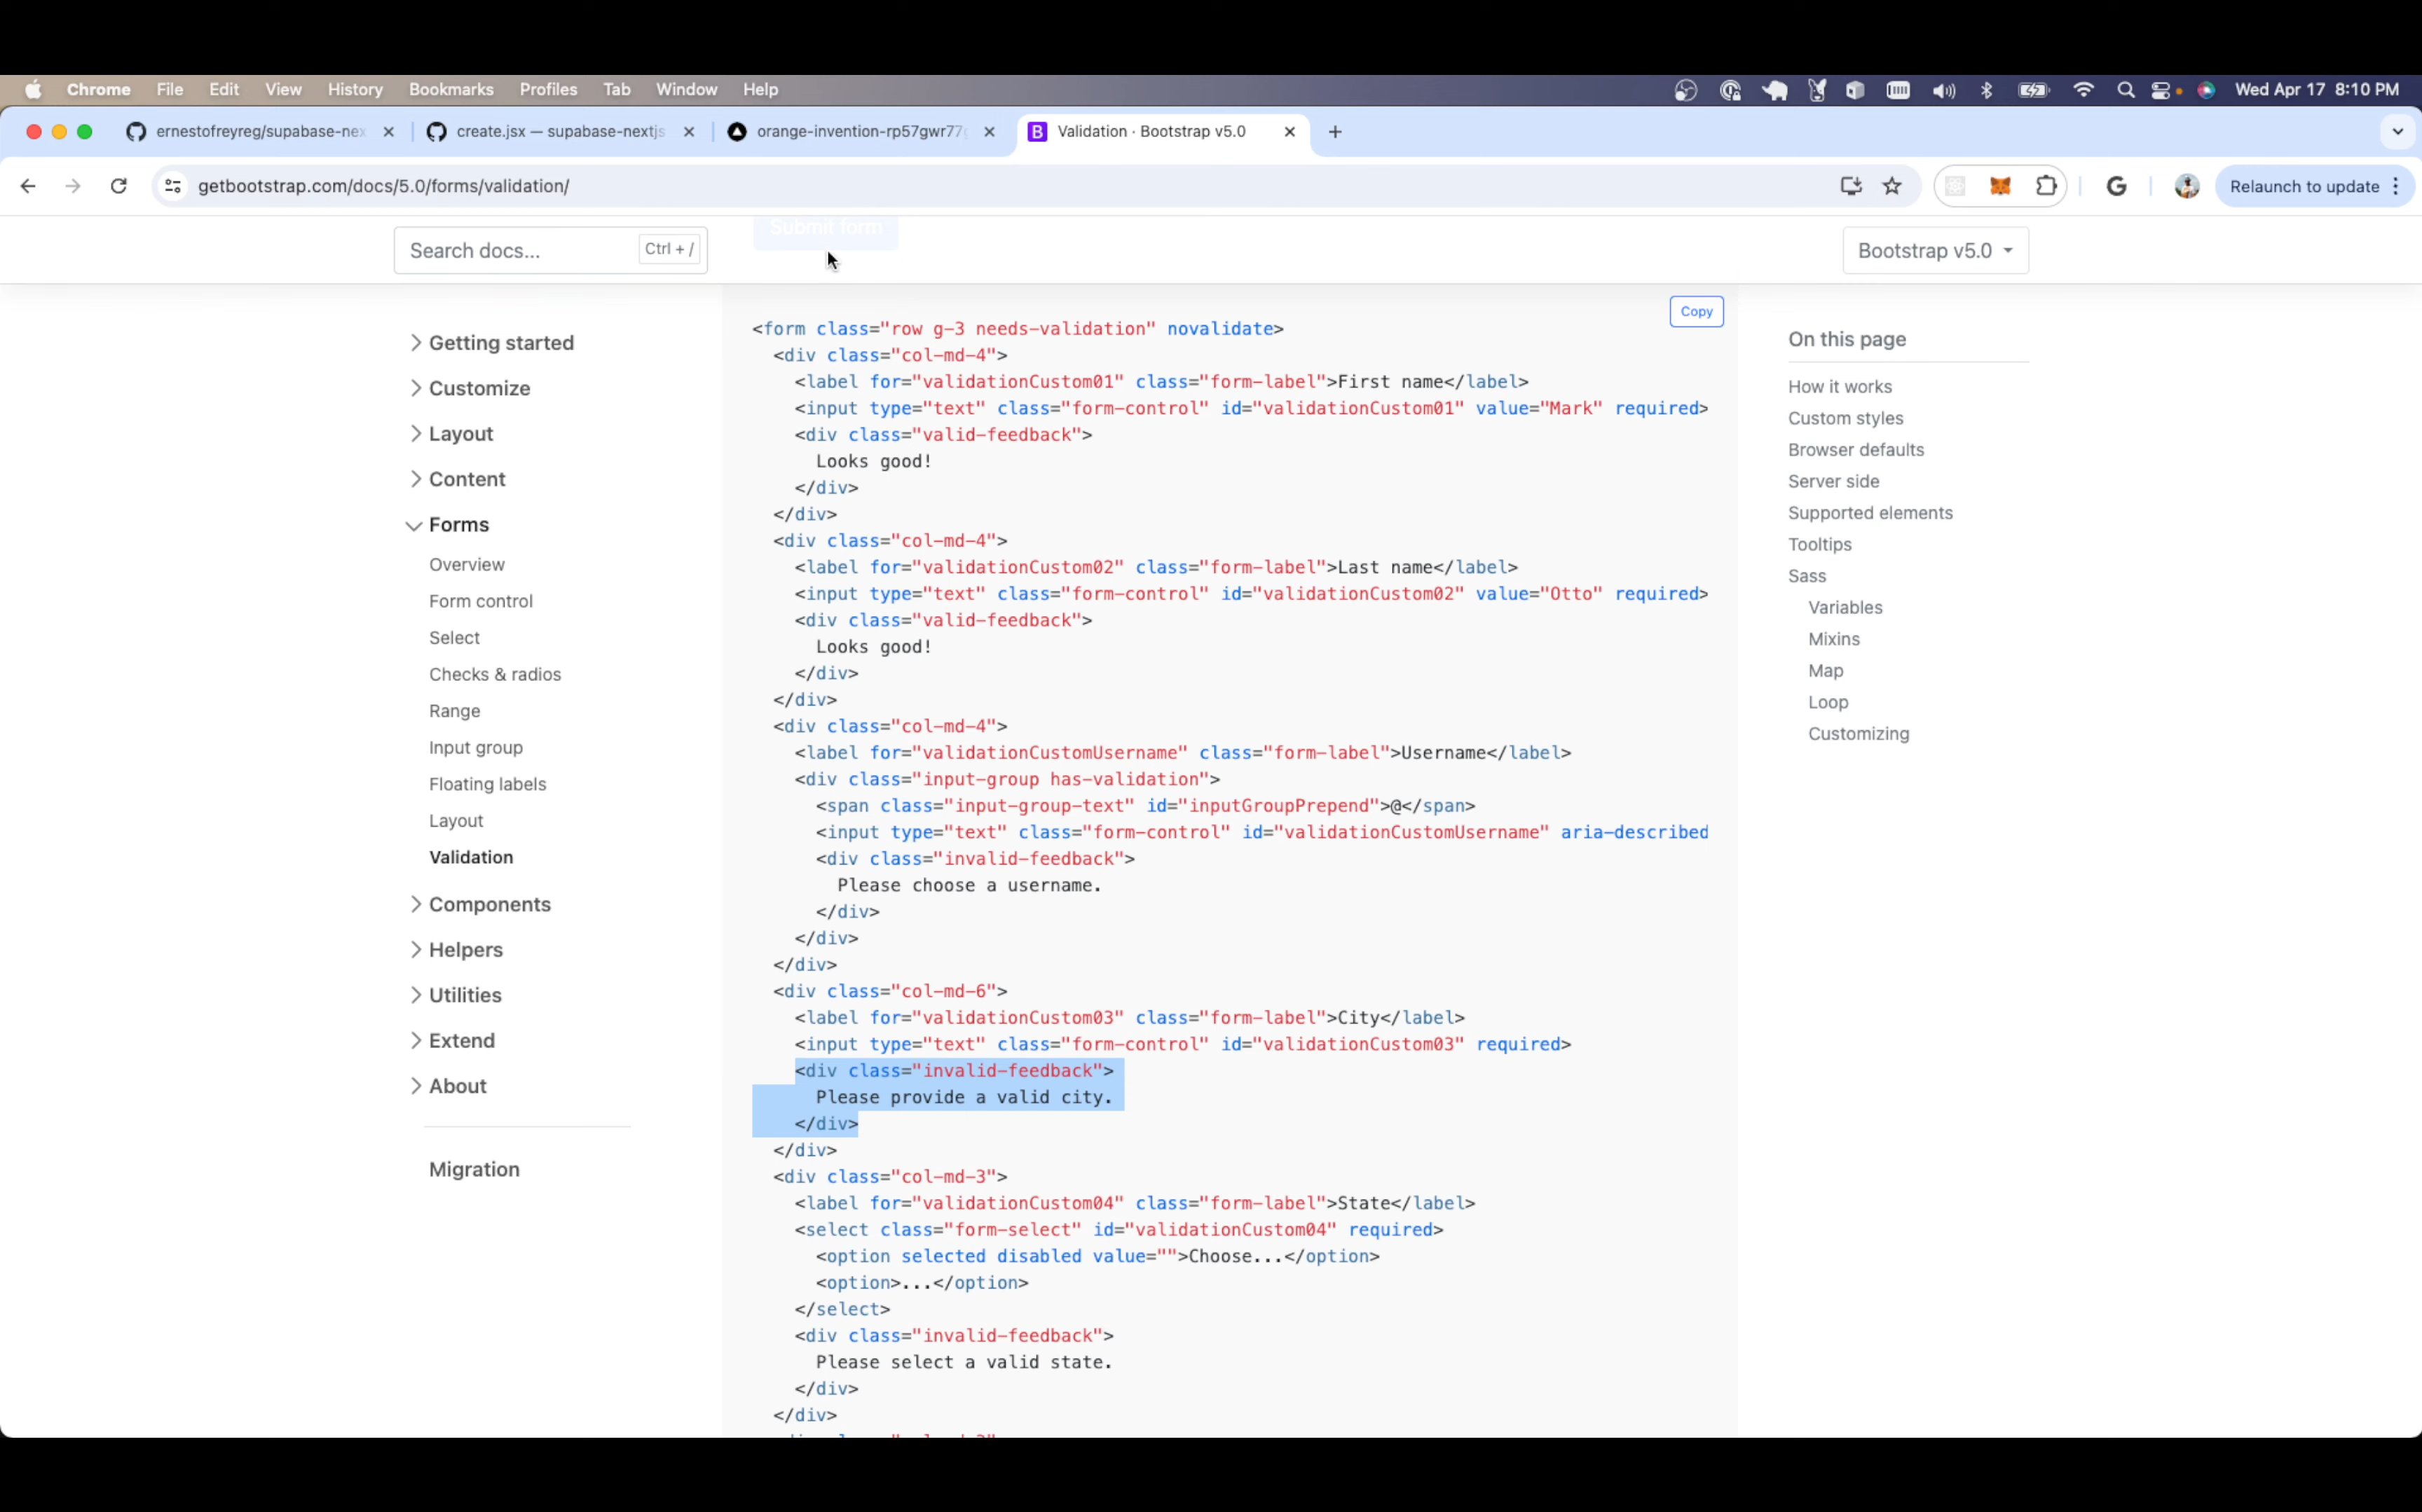 Chrome File Edit View History Bookmarks Profiles Tab Window Help Wed Apr 17 8:10 PM
ernestofreyreg/supabase-nex create.jsx — supabase-nextjs orange-invention-rp57gwr77 Validation · Bootstrap v5.0
getbootstrap.com/docs/5.0/forms/validation/ Relaunch to update
Submit form
Search docs... Ctrl + / Bootstrap v5.0
Getting started
Customize
Layout
Content
Forms
Overview
Form control
Select
Checks & radios
Range
Input group
Floating labels
Layout
Validation
Components
Helpers
Utilities
Extend
About
Migration
Copy
<form class="row g-3 needs-validation" novalidate>
<div class="col-md-4">
<label for="validationCustom01" class="form-label">First name</label>
<input type="text" class="form-control" id="validationCustom01" value="Mark" required>
<div class="valid-feedback">
Looks good!
</div>
</div>
<div class="col-md-4">
<label for="validationCustom02" class="form-label">Last name</label>
<input type="text" class="form-control" id="validationCustom02" value="Otto" required>
<div class="valid-feedback">
Looks good!
</div>
</div>
<div class="col-md-4">
<label for="validationCustomUsername" class="form-label">Username</label>
<div class="input-group has-validation">
<span class="input-group-text" id="inputGroupPrepend">@</span>
<input type="text" class="form-control" id="validationCustomUsername" aria-described
<div class="invalid-feedback">
Please choose a username.
</div>
</div>
</div>
<div class="col-md-6">
<label for="validationCustom03" class="form-label">City</label>
<input type="text" class="form-control" id="validationCustom03" required>
<div class="invalid-feedback">
Please provide a valid city.
</div>
</div>
<div class="col-md-3">
<label for="validationCustom04" class="form-label">State</label>
<select class="form-select" id="validationCustom04" required>
<option selected disabled value="">Choose...</option>
<option>...</option>
</select>
<div class="invalid-feedback">
Please select a valid state.
</div>
</div>
On this page
How it works
Custom styles
Browser defaults
Server side
Supported elements
Tooltips
Sass
Variables
Mixins
Map
Loop
Customizing